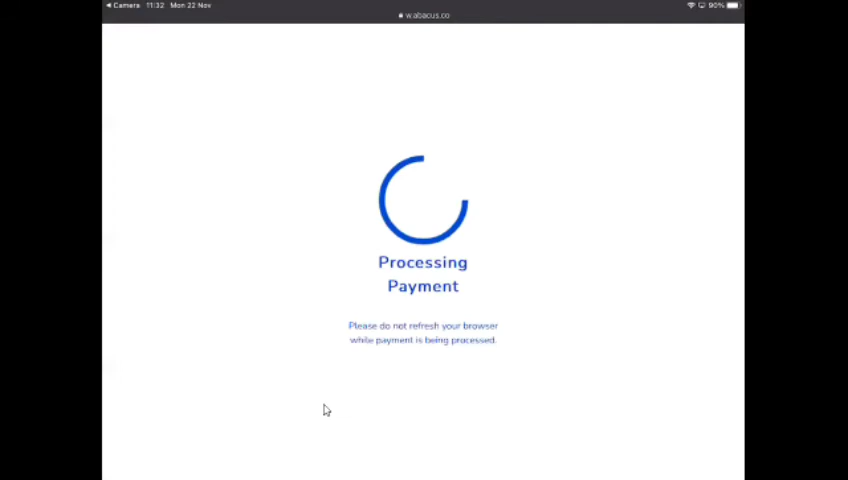 Camera 11:32 Mon 22 Nov 90%
w.abacus.co
Processing
Payment
Please do not refresh your browser
while payment is being processed.